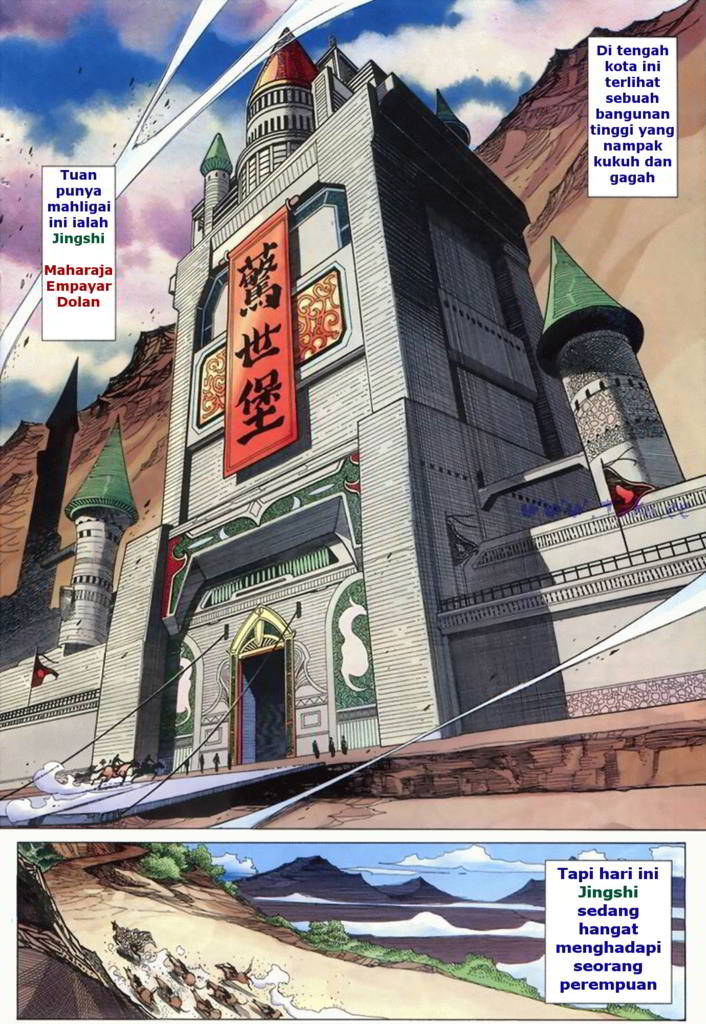 Di tengah
kota ini
terlihat
sebuah
bangunan
tinggi yang
nampak
kukuh dan
gagah
Tuan
punya
mahligai
ini ialah
Jingshi
Maharaja
Empayar
Dolan
驚世堡
Tapi hari ini
Jingshi
sedang
hangat
menghadapi
seorang
perempuan